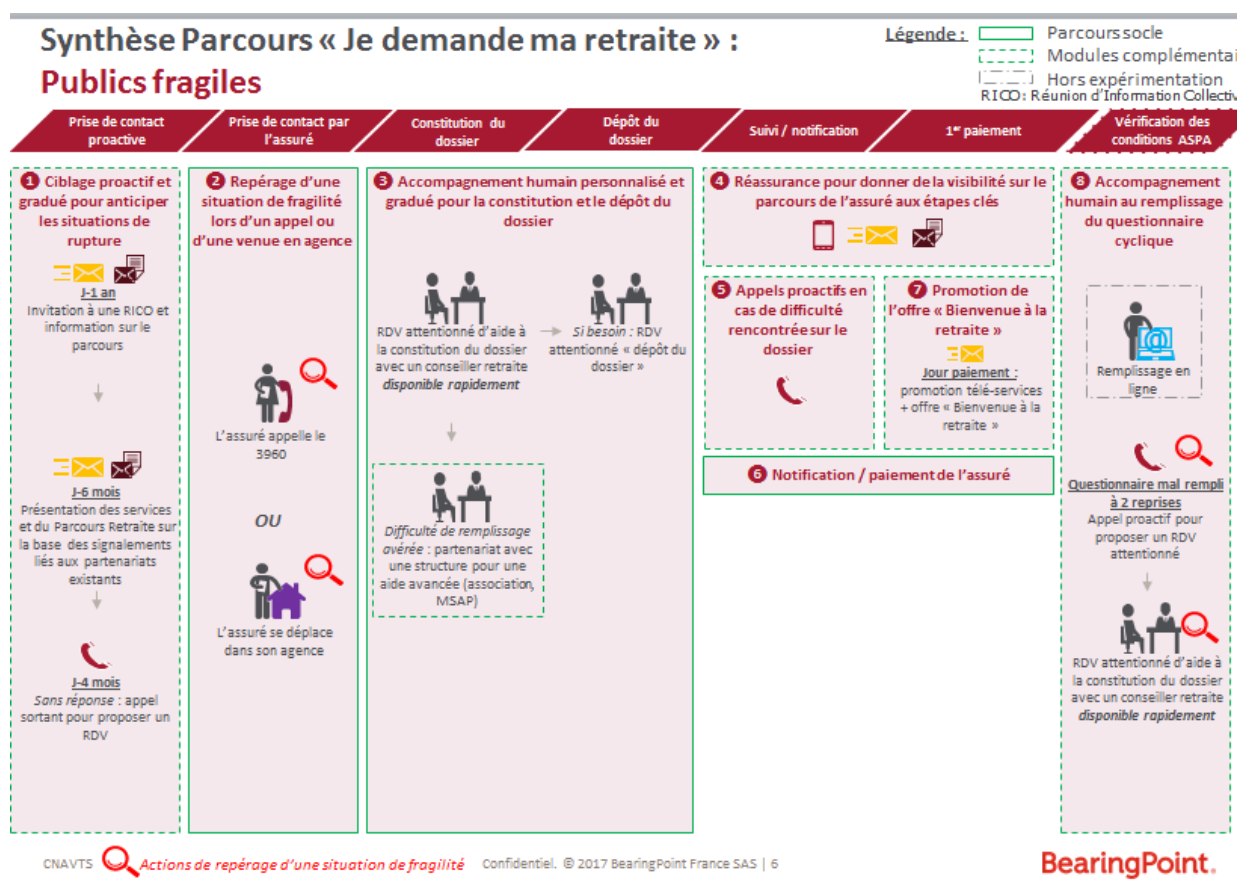 Synthèse Parcours « Je demande ma retraite » :
Publics fragiles
Légende :
Parcours socle
Modules complémentai
Hors expérimentation
RICO : Réunion d’Information Collectiv
Prise de contact
proactive
Prise de contact par
l’assuré
Constitution du
dossier
Dépôt du
dossier
Suivi / notification
1er paiement
Vérification des
conditions ASPA
1 Ciblage proactif et
gradué pour anticiper
les situations de
rupture
J-1 an
Invitation à une RICO et
information sur le
parcours
J-6 mois
Présentation des services
et du Parcours Retraite sur
la base des signalements
liés aux partenariats
existants
J-4 mois
Sans réponse : appel
sortant pour proposer un
RDV
2 Repérage d’une
situation de fragilité
lors d’un appel ou
d’une venue en agence
L’assuré appelle le
3960
OU
L’assuré se déplace
dans son agence
3 Accompagnement humain personnalisé et
gradué pour la constitution et le dépôt du
dossier
RDV attentionné d’aide à
la constitution du dossier
avec un conseiller retraite
disponible rapidement
Si besoin : RDV
attentionné « dépôt du
dossier »
Difficulté de remplissage
avérée : partenariat avec
une structure pour une
aide avancée (association,
MSAP)
4 Réassurance pour donner de la visibilité sur le
parcours de l’assuré aux étapes clés
5 Appels proactifs en
cas de difficulté
rencontrée sur le
dossier
7 Promotion de
l’offre « Bienvenue à la
retraite »
Jour paiement :
promotion télé-services
+ offre « Bienvenue à la
retraite »
6 Notification / paiement de l’assuré
8 Accompagnement
humain au remplissage
du questionnaire
cyclique
@
Remplissage en
ligne
Questionnaire mal rempli
à 2 reprises
Appel proactif pour
proposer un RDV
attentionné
RDV attentionné d’aide à
la constitution du dossier
avec un conseiller retraite
disponible rapidement
CNAVTS
Actions de repérage d’une situation de fragilité
Confidentiel. © 2017 BearingPoint France SAS | 6
BearingPoint.